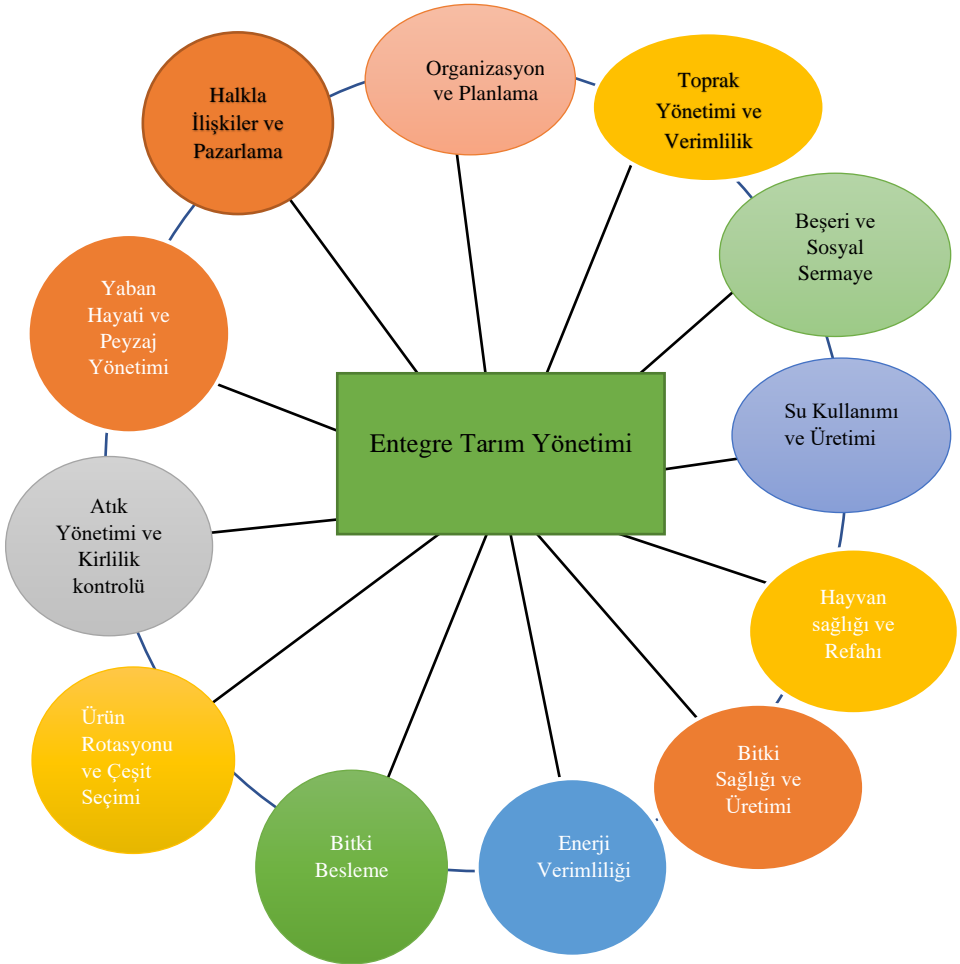 Organizasyon
ve Planlama
Toprak
Yönetimi ve
Verimlilik
Beşeri ve
Sosyal
Sermaye
Su Kullanımı
ve Üretimi
Hayvan
sağlığı ve
Refahı
Bitki
Sağlığı ve
Üretimi
Enerji
Verimliliği
Bitki
Besleme
Ürün
Rotasyonu
ve Çeşit
Seçimi
Atık
Yönetimi ve
Kirlilik
kontrolü
Yaban
Hayati ve
Peyzaj
Yönetimi
Halkla
İlişkiler ve
Pazarlama
Entegre Tarım Yönetimi